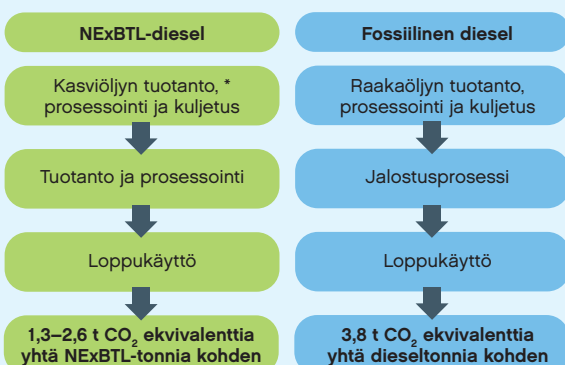 NExBTL-diesel
Kasviöljyn tuotanto, *
prosessointi ja kuljetus
Tuotanto ja prosessointi
Loppukäyttö
1,3–2,6 t CO₂ ekvivalenttia
yhtä NExBTL-tonnia kohden
Fossiilinen diesel
Raakaöljyn tuotanto,
prosessointi ja kuljetus
Jalostusprosessi
Loppukäyttö
3,8 t CO₂ ekvivalenttia
yhtä dieseltonnia kohden